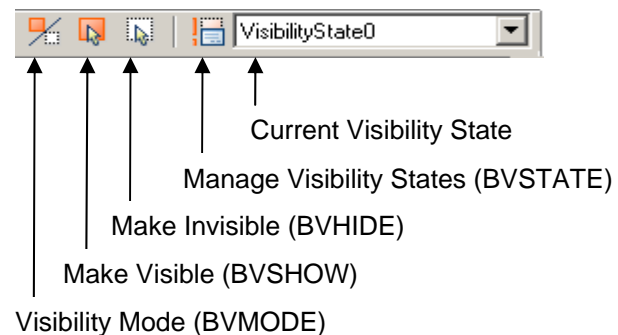 VisibilityState0
Current Visibility State
Manage Visibility States (BVSTATE)
Make Invisible (BVHIDE)
Make Visible (BVSHOW)
Visibility Mode (BVMODE)